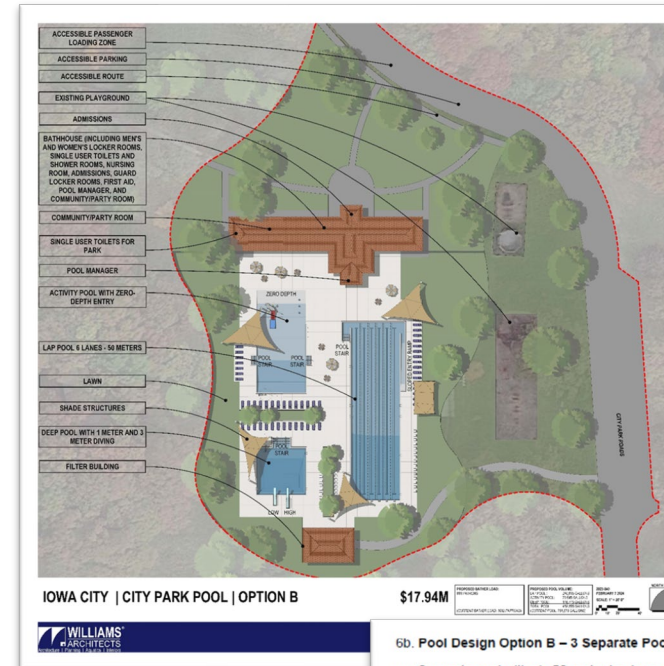 ACCESSIBLE PASSENGER
LOADING ZONE
ACCESSIBLE PARKING
ACCESSIBLE ROUTE
EXISTING PLAYGROUND
ADMISSIONS
BATHHOUSE (INCLUDING MEN'S
AND WOMEN'S LOCKER ROOMS,
SINGLE USER TOILETS AND
SHOWER ROOMS, NURSING
ROOM, ADMISSIONS, GUARD
LOCKER ROOMS, FIRST AID,
POOL MANAGER, AND
COMMUNITY/PARTY ROOM)
COMMUNITY/PARTY ROOM
SINGLE USER TOILETS FOR
PARK
POOL MANAGER
ACTIVITY POOL WITH ZERO-
DEPTH ENTRY
LAP POOL 6 LANES - 50 METERS
LAWN
SHADE STRUCTURES
DEEP POOL WITH 1 METER AND 3
METER DIVING
FILTER BUILDING
ZERO DEPTH
POOL
STAIR
POOL
STAIR
POOL
STAIR
SLOPED ENTRY RAMP
POOL
STAIR
LOW HIGH
CITY PARK ROAD
IOWA CITY | CITY PARK POOL | OPTION B
$17.94M
WILLIAMS
ARCHITECTS
6b. Pool Design Option B – 3 Separate Poo